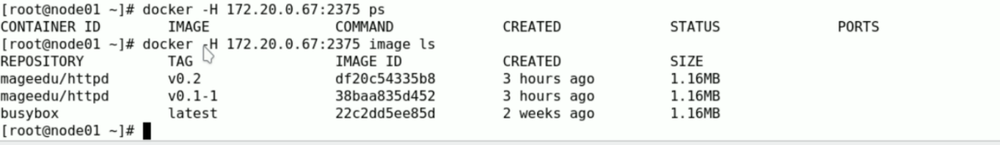 [root@node01 ~]# docker -H 172.20.0.67:2375 ps
CONTAINER ID IMAGE COMMAND CREATED STATUS PORTS
[root@node01 ~]# docker -H 172.20.0.67:2375 image ls
REPOSITORY TAG IMAGE ID CREATED SIZE
mageedu/httpd v0.2 df20c54335b8 3 hours ago 1.16MB
mageedu/httpd v0.1-1 38baa835d452 3 hours ago 1.16MB
busybox latest 22c2dd5ee85d 2 weeks ago 1.16MB
[root@node01 ~]#